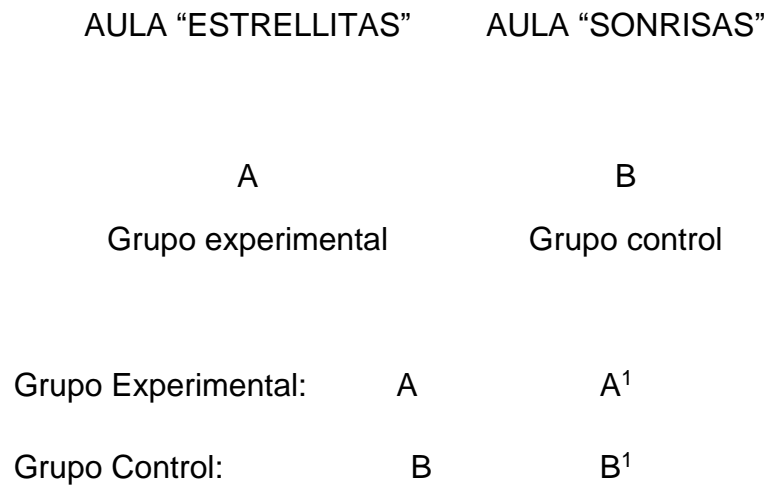 AULA “ESTRELLITAS” AULA “SONRISAS”
A B
Grupo experimental Grupo control
Grupo Experimental: A A¹
Grupo Control: B B¹